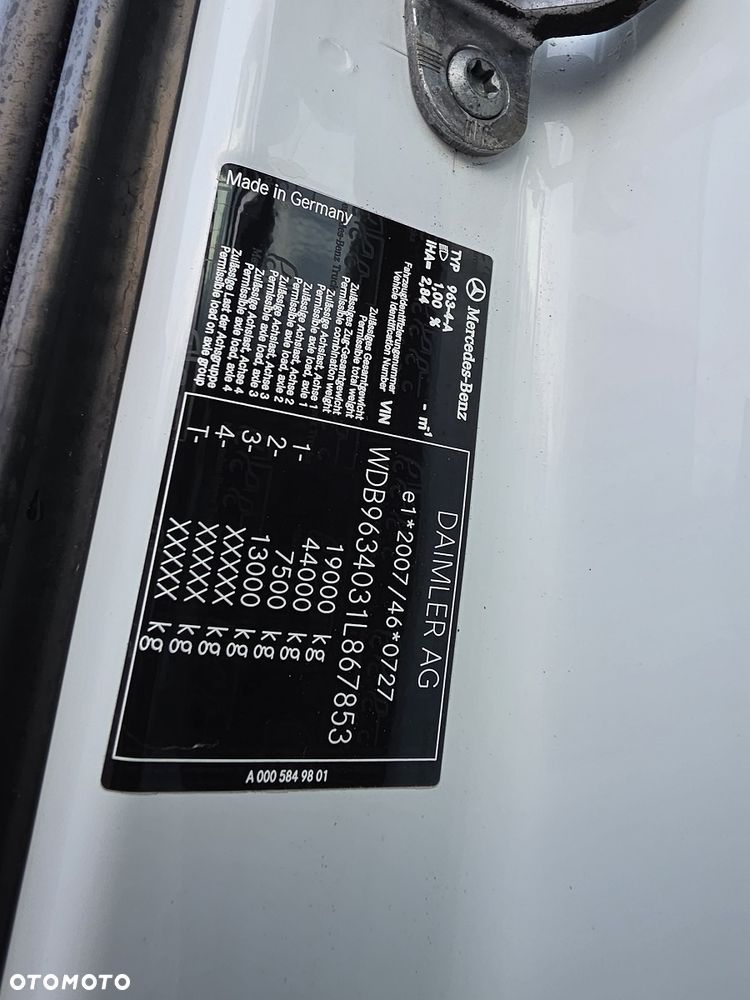 Made in Germany
Mercedes-Benz
TYP 963-4-A
1,00 % - m-1
IHA= 2,84
Fahrzeugidentifizierungsnummer
Vehicle Identification Number VIN
Zulässiges Gesamtgewicht
Permissible total weight
Zulässiges Zug-Gesamtgewicht
Permissible combination weight
Zulässige Achslast, Achse 1
Permissible axle load, axle 1
Zulässige Achslast, Achse 2
Permissible axle load, axle 2
Zulässige Achslast, Achse 3
Permissible axle load, axle 3
Zulässige Achslast, Achse 4
Permissible axle load, axle 4
Zulässige Last der Achsgruppe
Permissible load on axle group
DAIMLER AG
e1*2007/46*0727
WDB9634031L867853
19000 kg
44000 kg
1- 7500 kg
2- 13000 kg
3- XXXXX kg
4- XXXXX kg
T- XXXXX kg
A 000 584 98 01
OTOMOTO